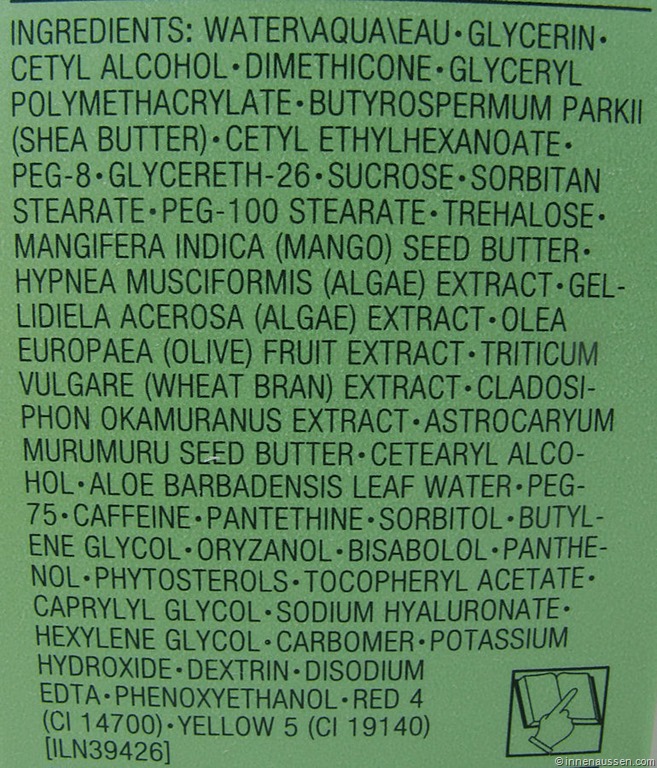 INGREDIENTS: WATER\AQUA\EAU•GLYCERIN•
CETYL ALCOHOL•DIMETHICONE•GLYCERYL
POLYMETHACRYLATE•BUTYROSPERMUM PARKII
(SHEA BUTTER)•CETYL ETHYLHEXANOATE•
PEG-8•GLYCERETH-26•SUCROSE•SORBITAN
STEARATE•PEG-100 STEARATE•TREHALOSE•
MANGIFERA INDICA (MANGO) SEED BUTTER•
HYPNEA MUSCIFORMIS (ALGAE) EXTRACT•GEL-
LIDIELA ACEROSA (ALGAE) EXTRACT•OLEA
EUROPAEA (OLIVE) FRUIT EXTRACT•TRITICUM
VULGARE (WHEAT BRAN) EXTRACT•CLADOSI-
PHON OKAMURANUS EXTRACT•ASTROCARYUM
MURUMURU SEED BUTTER•CETEARYL ALCO-
HOL•ALOE BARBADENSIS LEAF WATER•PEG-
75•CAFFEINE•PANTETHINE•SORBITOL•BUTYL-
ENE GLYCOL•ORYZANOL•BISABOLOL•PANTHE-
NOL•PHYTOSTEROLS•TOCOPHERYL ACETATE•
CAPRYLYL GLYCOL•SODIUM HYALURONATE•
HEXYLENE GLYCOL•CARBOMER•POTASSIUM
HYDROXIDE•DEXTRIN•DISODIUM
EDTA•PHENOXYETHANOL•RED 4
(CI 14700)•YELLOW 5 (CI 19140)
[ILN39426]
©innenaussen.com